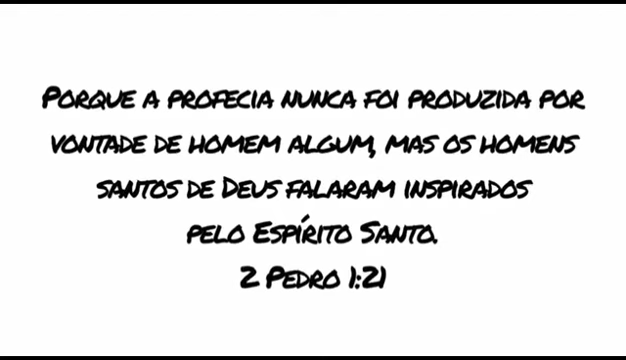 Porque a profecia nunca foi produzida por
vontade de homem algum, mas os homens
santos de Deus falaram inspirados
pelo Espírito Santo.
2 Pedro 1:21